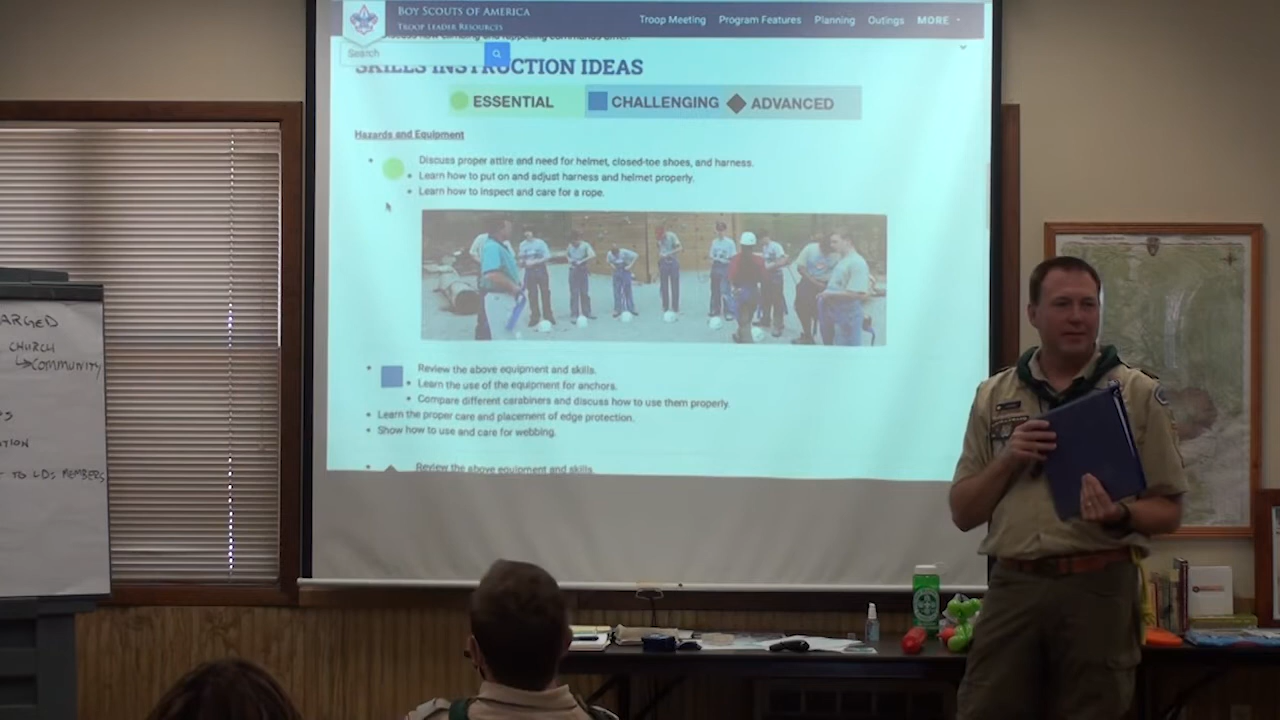 BOY SCOUTS OF AMERICA
TROOP LEADER RESOURCES
Troop Meeting Program Features Planning Outings MORE
Search
SKILLS INSTRUCTION IDEAS
ESSENTIAL CHALLENGING ADVANCED
Hazards and Equipment
Discuss proper attire and need for helmet, closed-toe shoes, and harness.
Learn how to put on and adjust harness and helmet properly.
Learn how to inspect and care for a rope.
Review the above equipment and skills.
Learn the use of the equipment for anchors.
Compare different carabiners and discuss how to use them properly.
Learn the proper care and placement of edge protection.
Show how to use and care for webbing.
Review the above equipment and skills
ARGED
CHURCH
↳COMMUNITY
TION
TO LDS MEMBERS